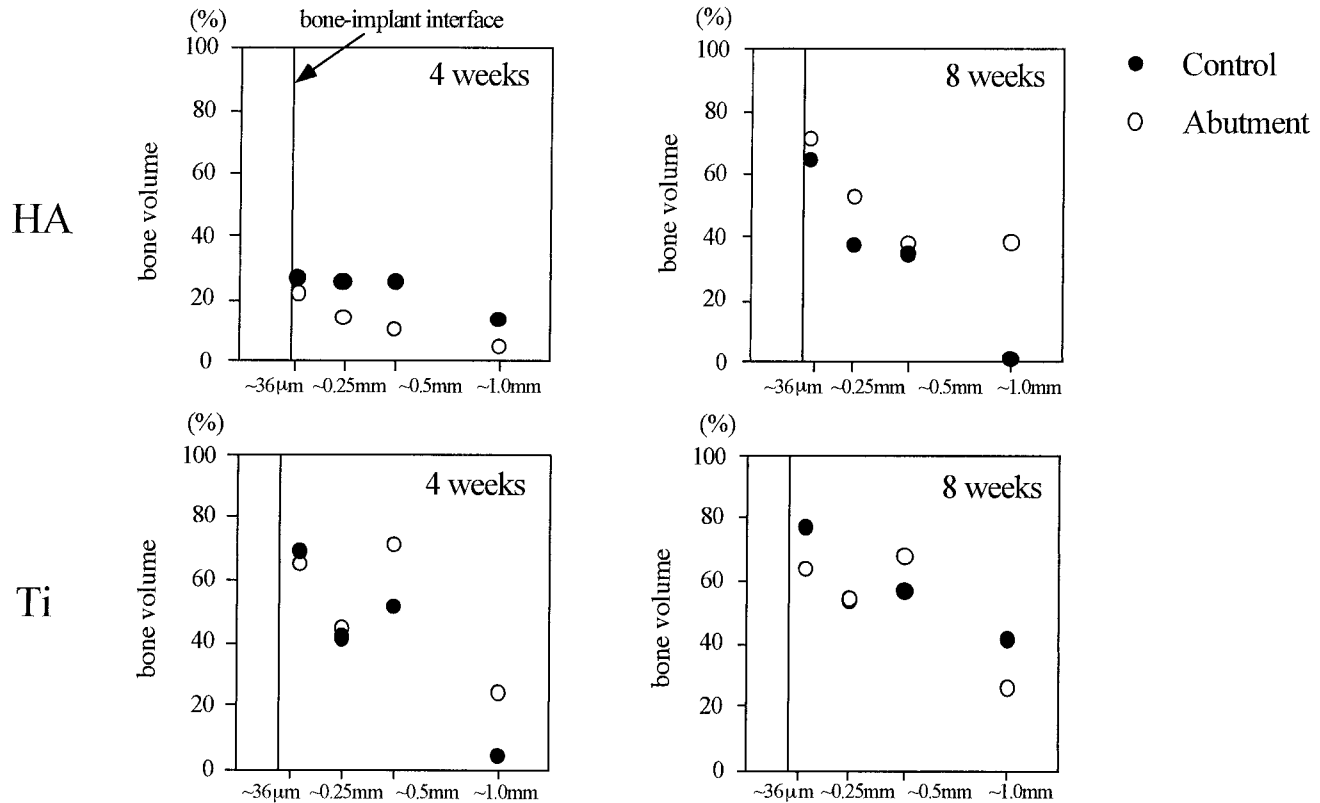 (%)
bone-implant interface
100
80
60
40
20
0
bone volume
4 weeks
~36μm ~0.25mm ~0.5mm ~1.0mm
HA
(%)
100
80
60
40
20
0
bone volume
8 weeks
~36μm ~0.25mm ~0.5mm ~1.0mm
Control
Abutment
(%)
100
80
60
40
20
0
bone volume
4 weeks
~36μm ~0.25mm ~0.5mm ~1.0mm
Ti
(%)
100
80
60
40
20
0
bone volume
8 weeks
~36μm ~0.25mm ~0.5mm ~1.0mm